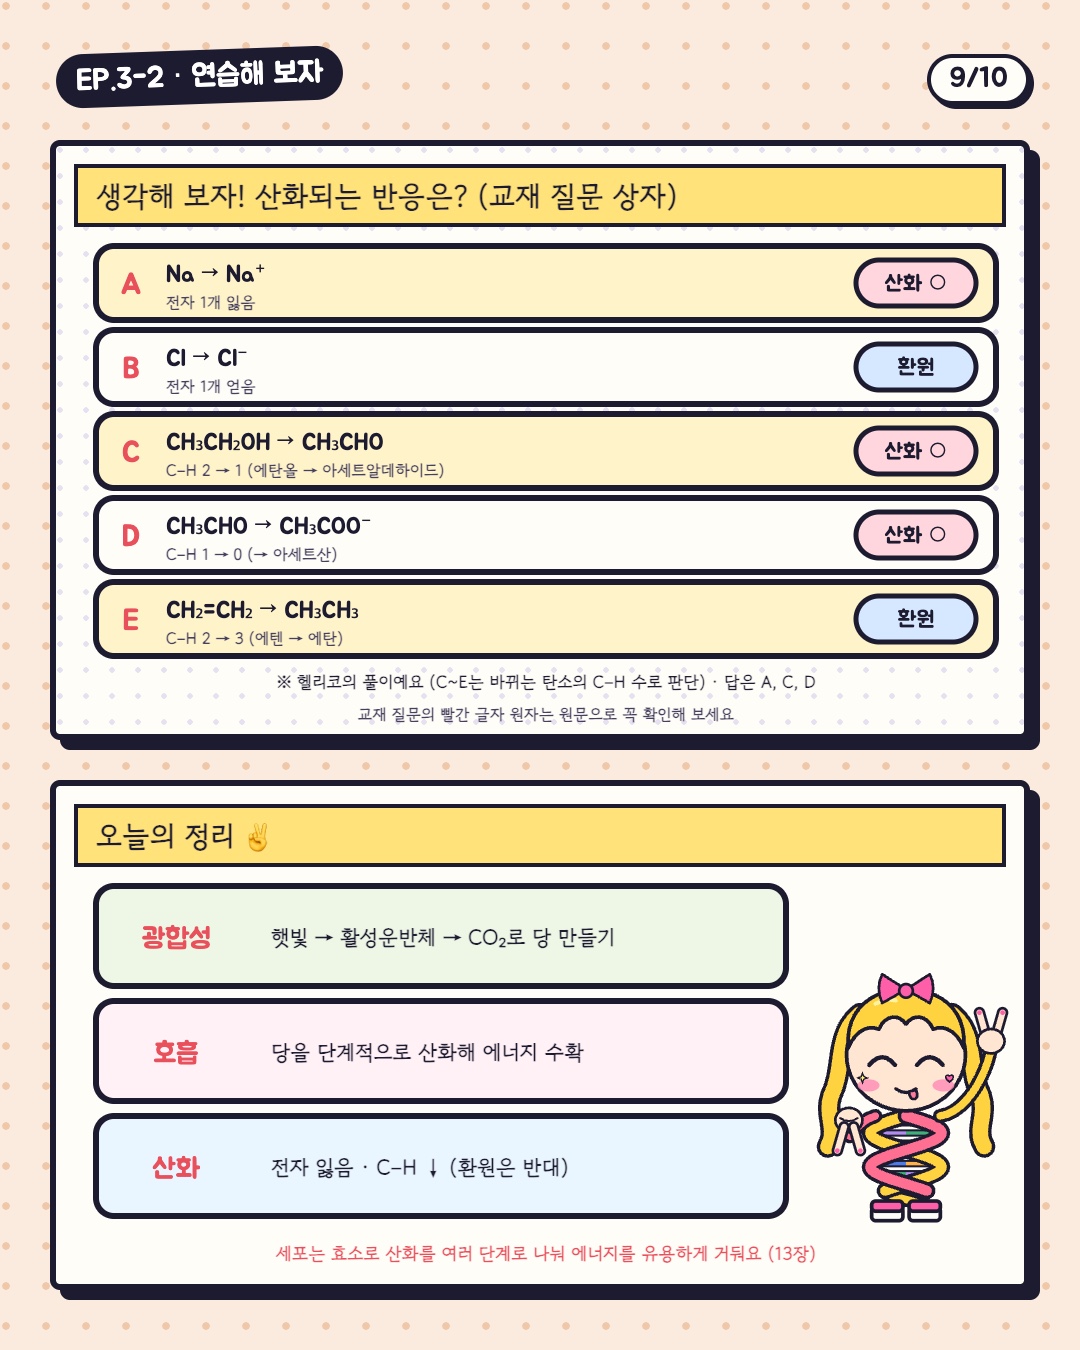 EP.3-2 · 연습해 보자
9/10
생각해 보자! 산화되는 반응은? (교재 질문 상자)
A
Na → Na⁺
전자 1개 잃음
산화 ○
B
Cl → Cl⁻
전자 1개 얻음
환원
C
CH₃CH₂OH → CH₃CHO
C–H 2 → 1 (에탄올 → 아세트알데하이드)
산화 ○
D
CH₃CHO → CH₃COO⁻
C–H 1 → 0 (→ 아세트산)
산화 ○
E
CH₂=CH₂ → CH₃CH₃
C–H 2 → 3 (에텐 → 에탄)
환원
※ 헬리코의 풀이예요 (C~E는 바뀌는 탄소의 C–H 수로 판단) · 답은 A, C, D
교재 질문의 빨간 글자 원자는 원문으로 꼭 확인해 보세요
오늘의 정리 ✌️
광합성
햇빛 → 활성운반체 → CO₂로 당 만들기
호흡
당을 단계적으로 산화해 에너지 수확
산화
전자 잃음 · C–H ↓ (환원은 반대)
세포는 효소로 산화를 여러 단계로 나눠 에너지를 유용하게 거둬요 (13장)